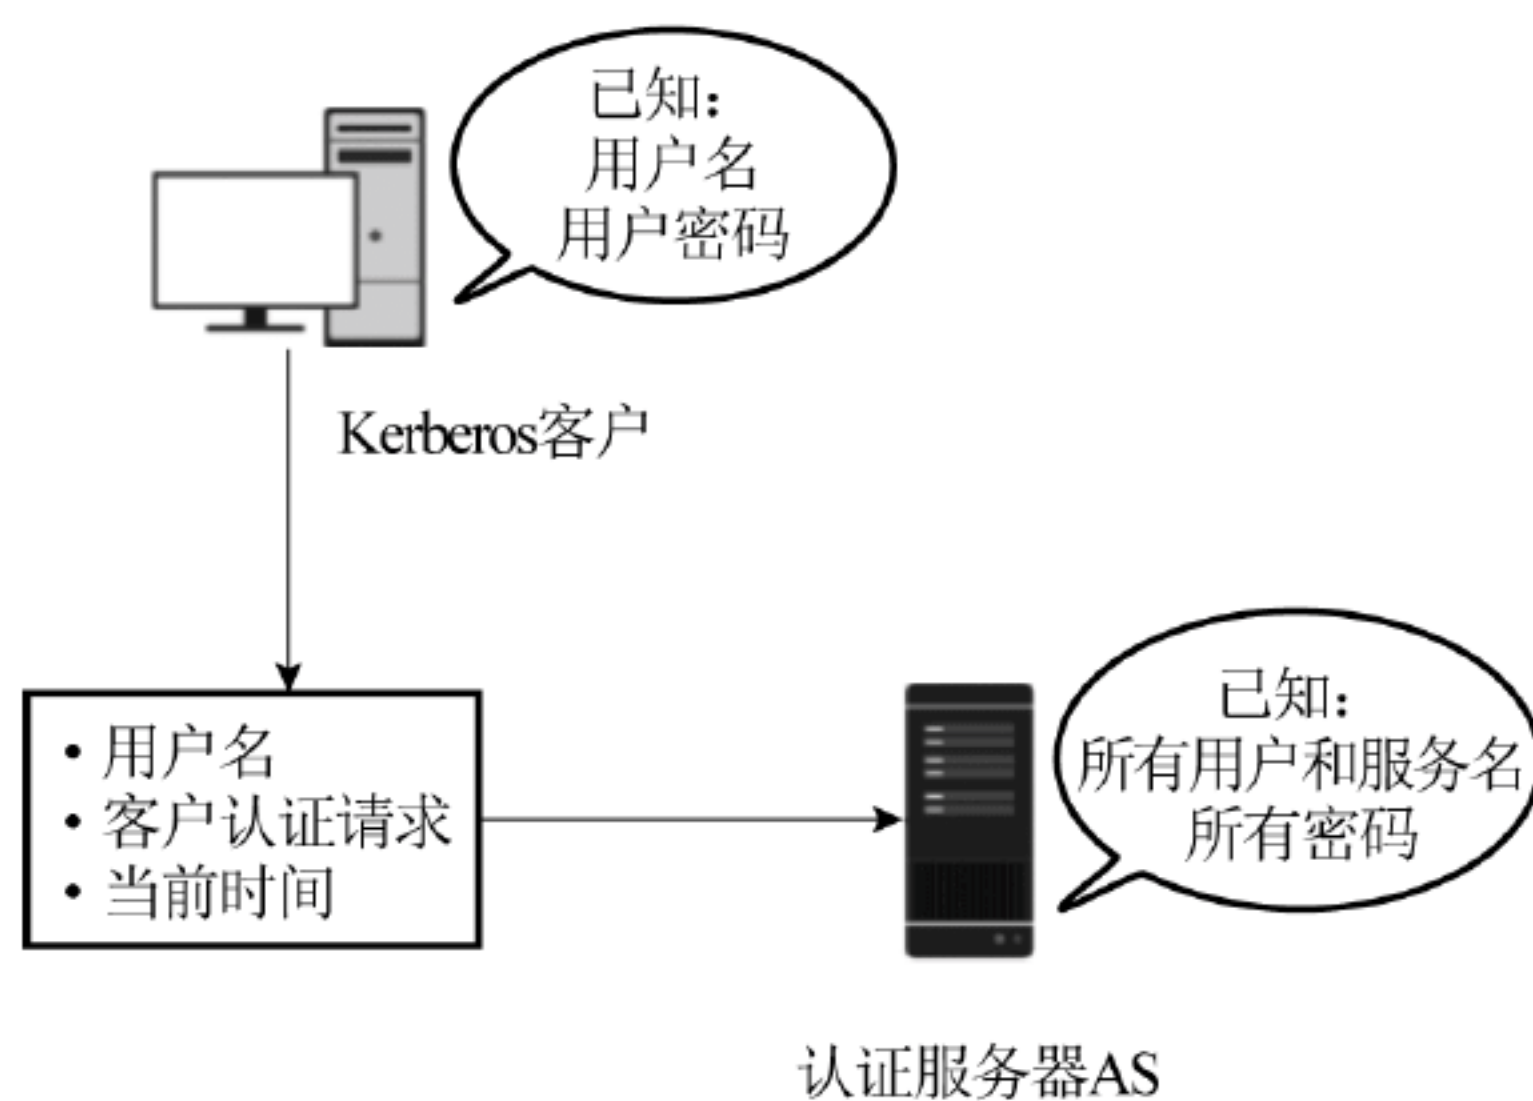 已知：
用户名
用户密码
Kerberos客户
• 用户名
• 客户认证请求
• 当前时间
已知：
所有用户和服务名
所有密码
认证服务器AS